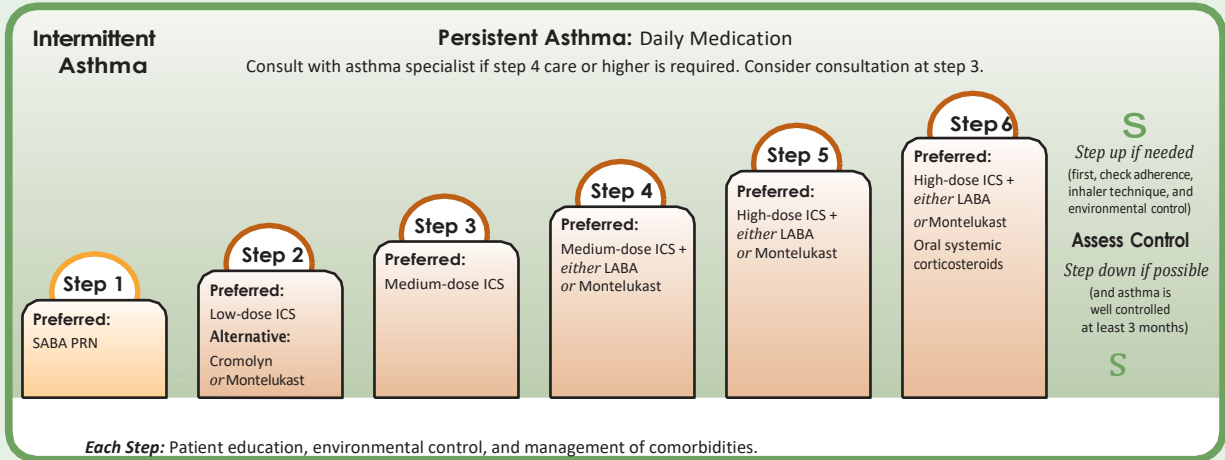 Intermittent
Asthma
Persistent Asthma: Daily Medication
Consult with asthma specialist if step 4 care or higher is required. Consider consultation at step 3.
Step 1
Preferred:
SABA PRN
Step 2
Preferred:
Low-dose ICS
Alternative:
Cromolyn
or Montelukast
Step 3
Preferred:
Medium-dose ICS
Step 4
Preferred:
Medium-dose ICS +
either LABA
or Montelukast
Step 5
Preferred:
High-dose ICS +
either LABA
or Montelukast
Step 6
Preferred:
High-dose ICS +
either LABA
or Montelukast
Oral systemic
corticosteroids
S
Step up if needed
(first, check adherence,
inhaler technique, and
environmental control)
Assess Control
Step down if possible
(and asthma is
well controlled
at least 3 months)
S
Each Step: Patient education, environmental control, and management of comorbidities.